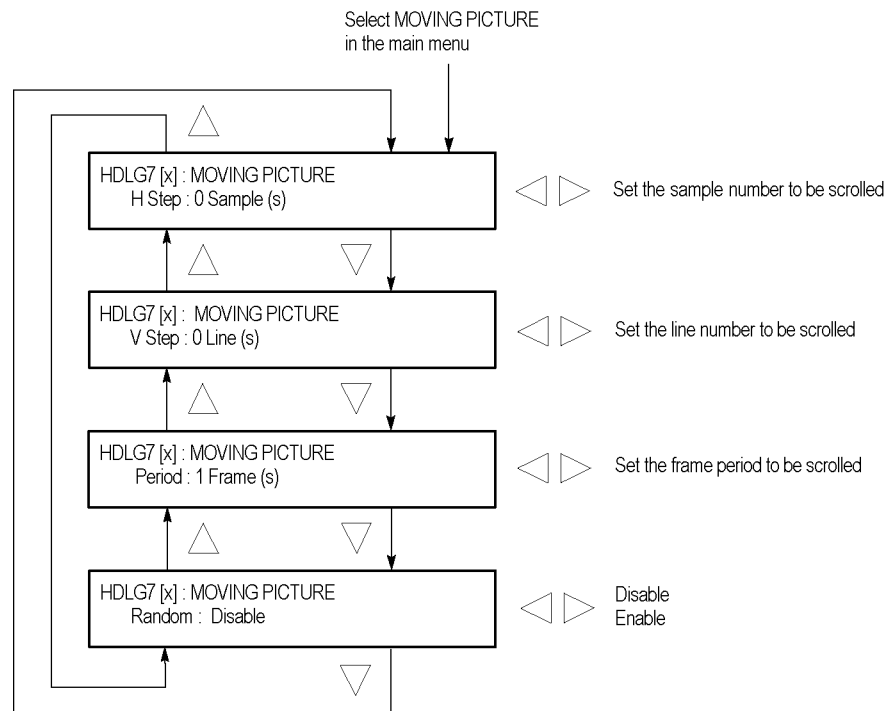 Select MOVING PICTURE
in the main menu
HDLG7 [x] : MOVING PICTURE
H Step : 0 Sample (s)
Set the sample number to be scrolled
HDLG7 [x] : MOVING PICTURE
V Step : 0 Line (s)
Set the line number to be scrolled
HDLG7 [x] : MOVING PICTURE
Period : 1 Frame (s)
Set the frame period to be scrolled
HDLG7 [x] : MOVING PICTURE
Random : Disable
Disable
Enable